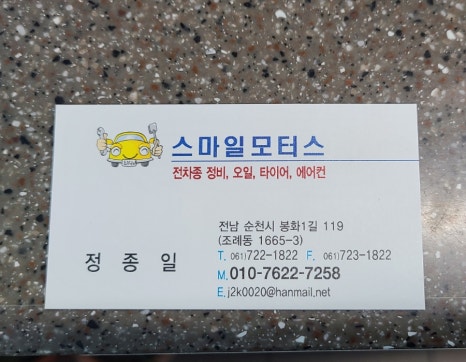 스마일모터스
전차종 정비, 오일, 타이어, 에어컨
전남 순천시 봉화1길 119
(조례동 1665-3)
T. 061)722-1822 F. 061)723-1822
M.010-7622-7258
E.j2k0020@hanmail,net
정 종 일